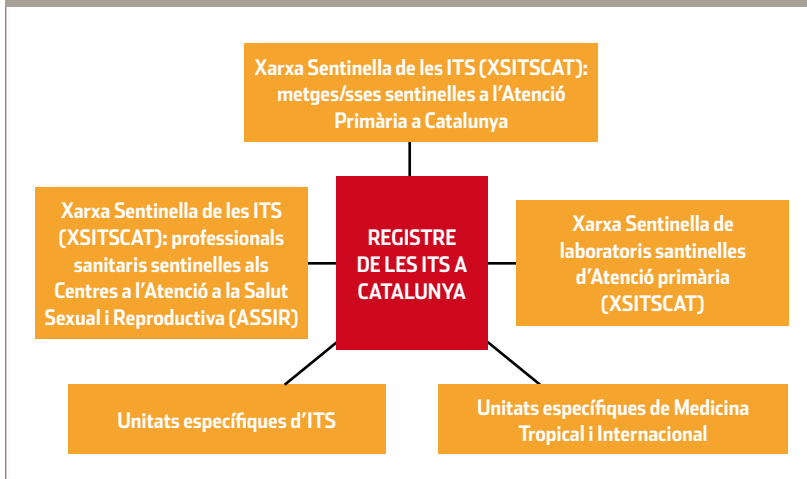 Xarxa Sentinella de les ITS (XSITSCAT):
metges/sses sentinelles a l'Atenció
Primària a Catalunya
Xarxa Sentinella de les ITS
(XSITSCAT): professionals
sanitaris sentinelles als
Centres a l'Atenció a la Salut
Sexual i Reproductiva (ASSIR)
REGISTRE
DE LES ITS A
CATALUNYA
Xarxa Sentinella de
laboratoris santinelles
d'Atenció primària
(XSITSCAT)
Unitats específiques d'ITS
Unitats específiques de Medicina
Tropical i Internacional